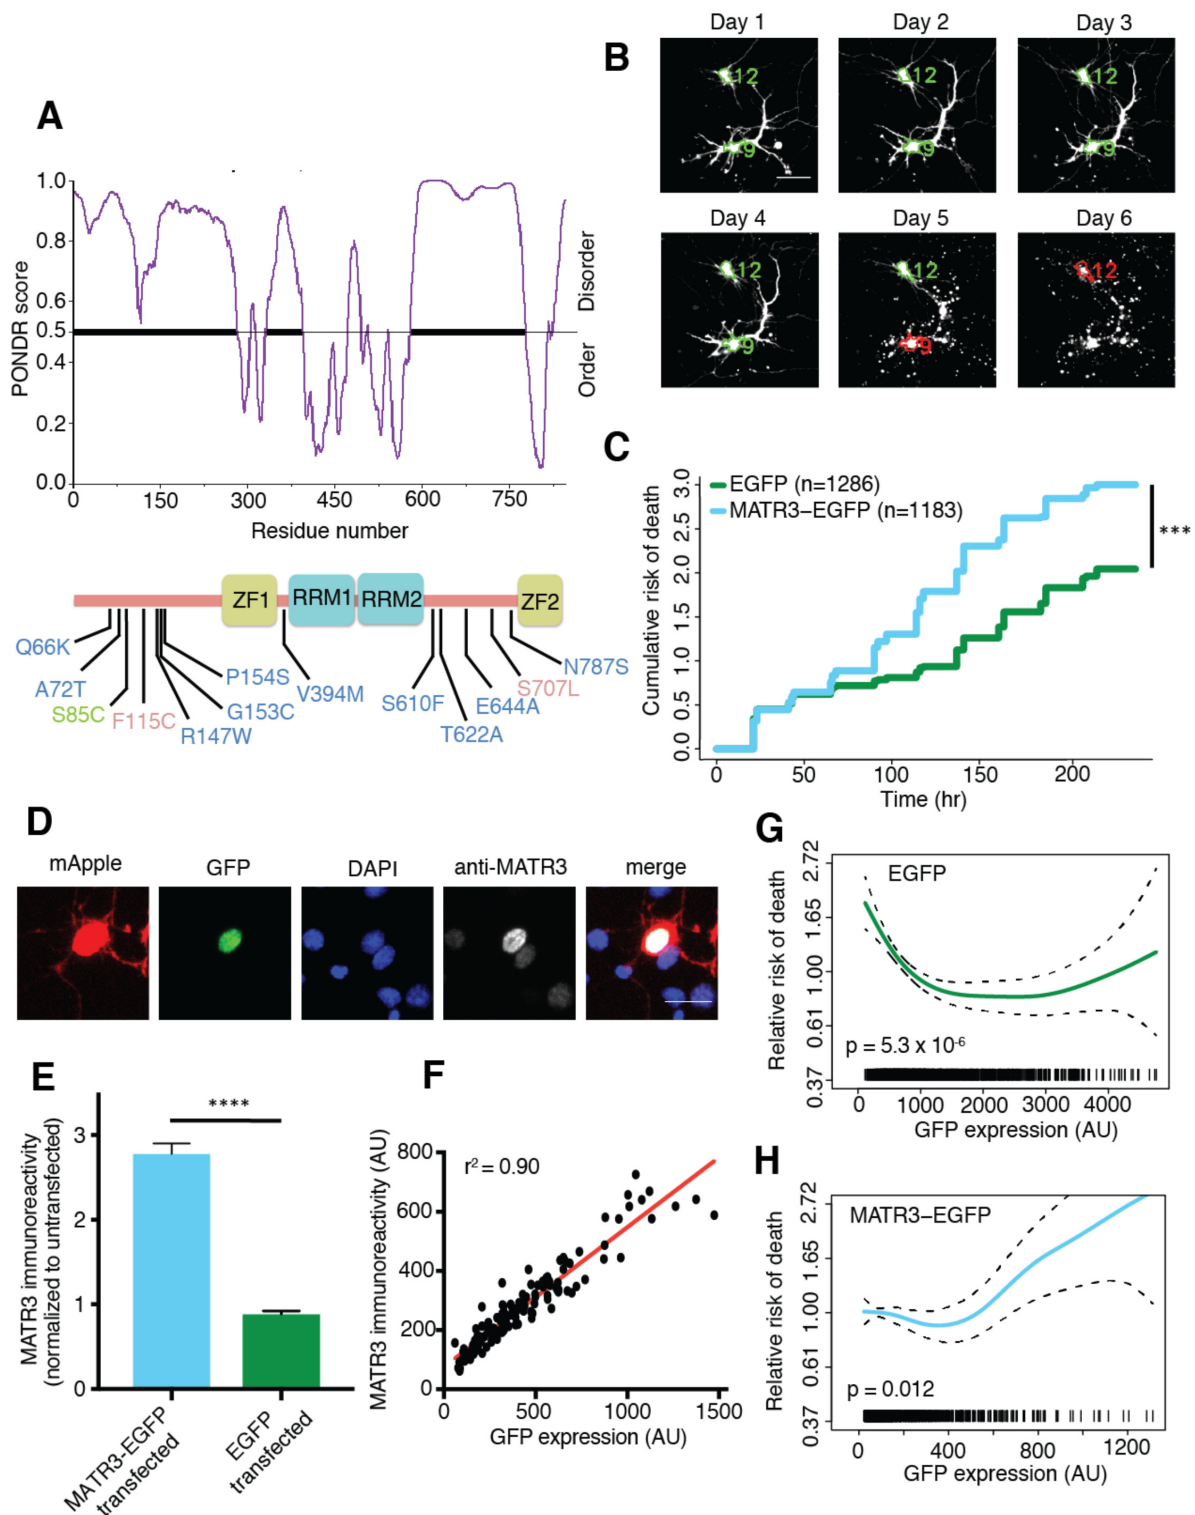 A
1.0
0.8
0.6
0.5
0.4
0.2
0.0
PONDR score
Disorder
Order
0 150 300 450 600 750
Residue number
ZF1 RRM1 RRM2 ZF2
Q66K
A72T
S85C
F115C
R147W
G153C
P154S
V394M
S610F
T622A
E644A
S707L
N787S
B
Day 1 Day 2 Day 3
12 12 12
9 9 9
Day 4 Day 5 Day 6
12 12 12
9 9
C
EGFP (n=1286)
MATR3–EGFP (n=1183)
***
Cumulative risk of death
3.0
2.5
2.0
1.5
1.0
0.5
0.0
0 50 100 150 200
Time (hr)
D
mApple GFP DAPI anti-MATR3 merge
E
****
MATR3 immunoreactivity
(normalized to untransfected)
3
2
1
0
MATR3-EGFP
transfected
EGFP
transfected
F
r2 = 0.90
MATR3 immunoreactivity (AU)
800
600
400
200
0
0 500 1000 1500
GFP expression (AU)
G
EGFP
Relative risk of death
2.72
1.65
1.00
0.61
0.37
p = 5.3 x 10-6
0 1000 2000 3000 4000
GFP expression (AU)
H
MATR3–EGFP
Relative risk of death
2.72
1.65
1.00
0.61
0.37
p = 0.012
0 400 800 1200
GFP expression (AU)